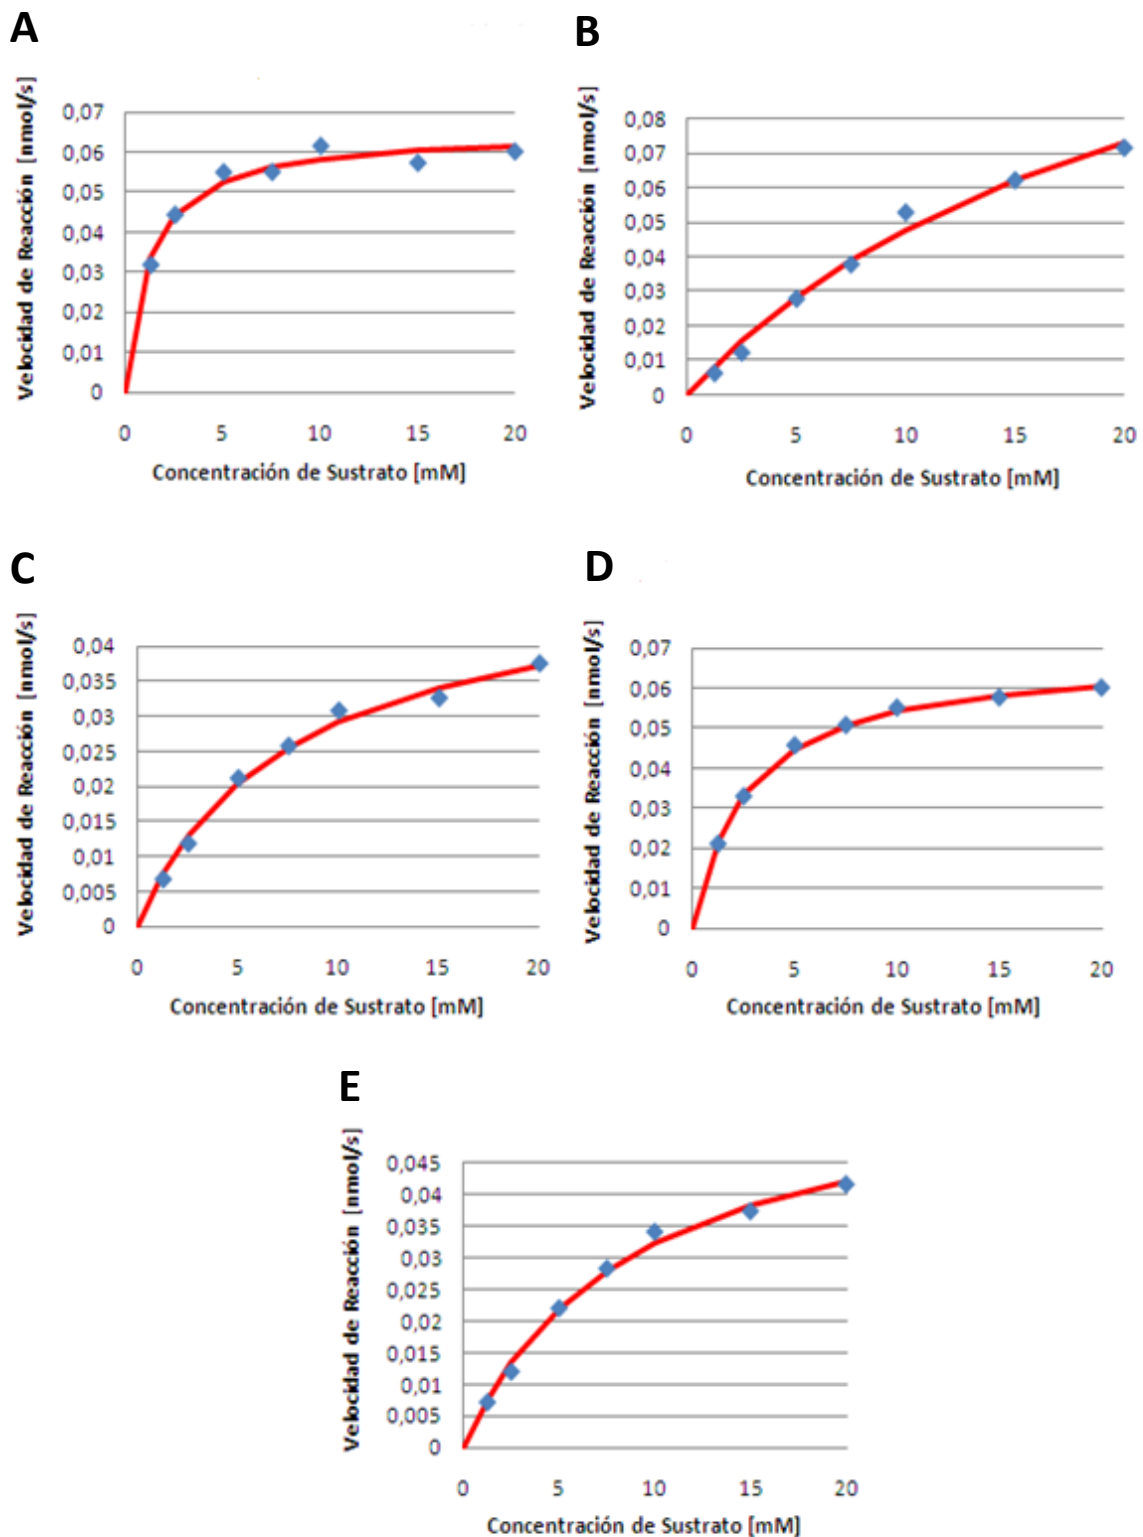 A
Velocidad de Reacción [nmol/s]
0,07
0,06
0,05
0,04
0,03
0,02
0,01
0
0 5 10 15 20
Concentración de Sustrato [mM]
B
Velocidad de Reacción [nmol/s]
0,08
0,07
0,06
0,05
0,04
0,03
0,02
0,01
0
0 5 10 15 20
Concentración de Sustrato [mM]
C
Velocidad de Reacción [nmol/s]
0,04
0,035
0,03
0,025
0,02
0,015
0,01
0,005
0
0 5 10 15 20
Concentración de Sustrato [mM]
D
Velocidad de Reacción [nmol/s]
0,07
0,06
0,05
0,04
0,03
0,02
0,01
0
0 5 10 15 20
Concentración de Sustrato [mM]
E
Velocidad de Reacción [nmol/s]
0,045
0,04
0,035
0,03
0,025
0,02
0,015
0,01
0,005
0
0 5 10 15 20
Concentración de Sustrato [mM]